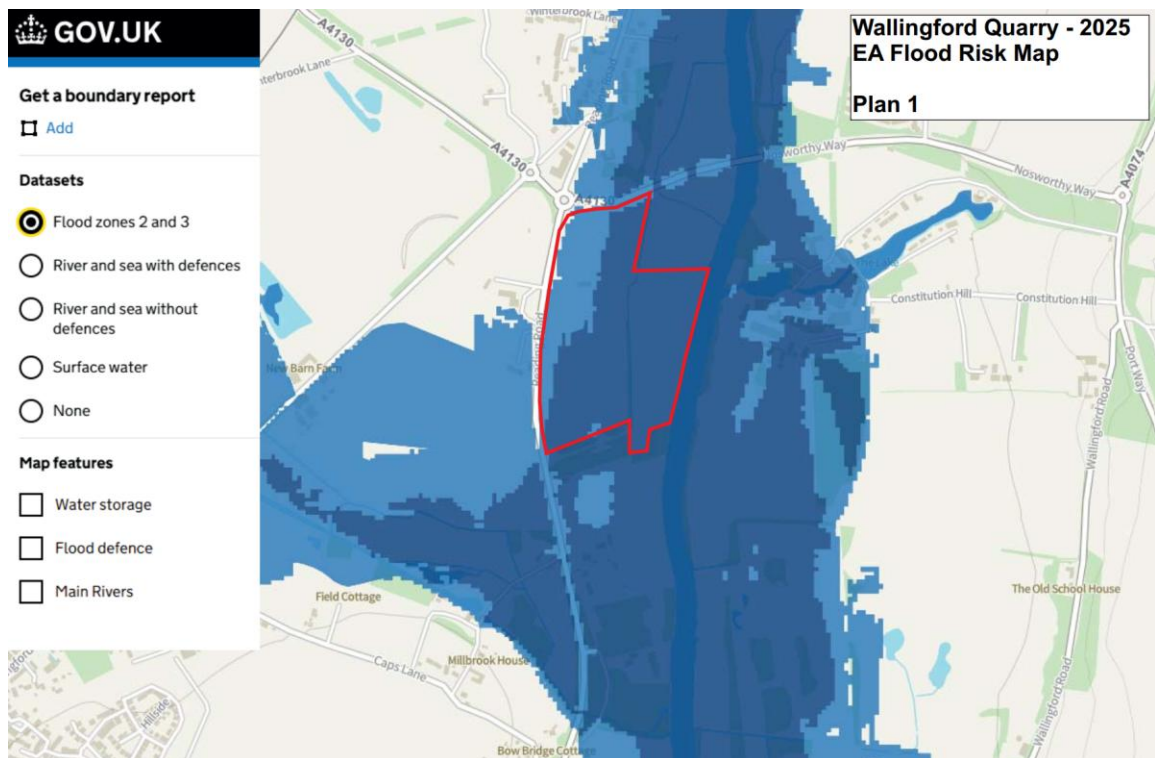 GOV.UK
Get a boundary report
Add
Datasets
Flood zones 2 and 3
River and sea with defences
River and sea without
defences
Surface water
None
Map features
Water storage
Flood defence
Main Rivers
Wallingford Quarry - 2025
EA Flood Risk Map
Plan 1
Winterbrook Lane
A4130
A4130
A4130
Nosworthy Way
A4074
Constitution Hill
Constitution Hill
Reading Road
New Barn Farm
Port Way
Wallingford Road
The Old School House
Field Cottage
Caps Lane
Millbrook House
Hillside
Bow Bridge Cottage
Wallingford Road